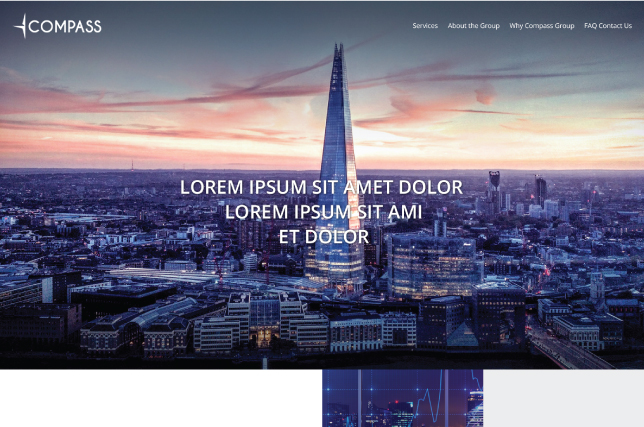 COMPASS
Services About the Group Why Compass Group FAQ Contact Us
LOREM IPSUM SIT AMET DOLOR
LOREM IPSUM SIT AMI
ET DOLOR